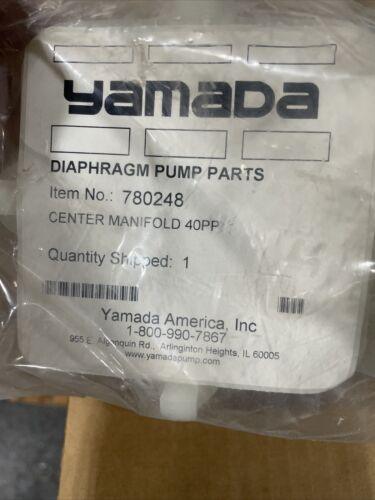 YAMADA
DIAPHRAGM PUMP PARTS
Item No.: 780248
CENTER MANIFOLD 40PP
Quantity Shipped: 1
Yamada America, Inc
1-800-990-7867
955 E. Algonquin Rd., Arlinginton Heights, IL 60005
www.yamadapump.com